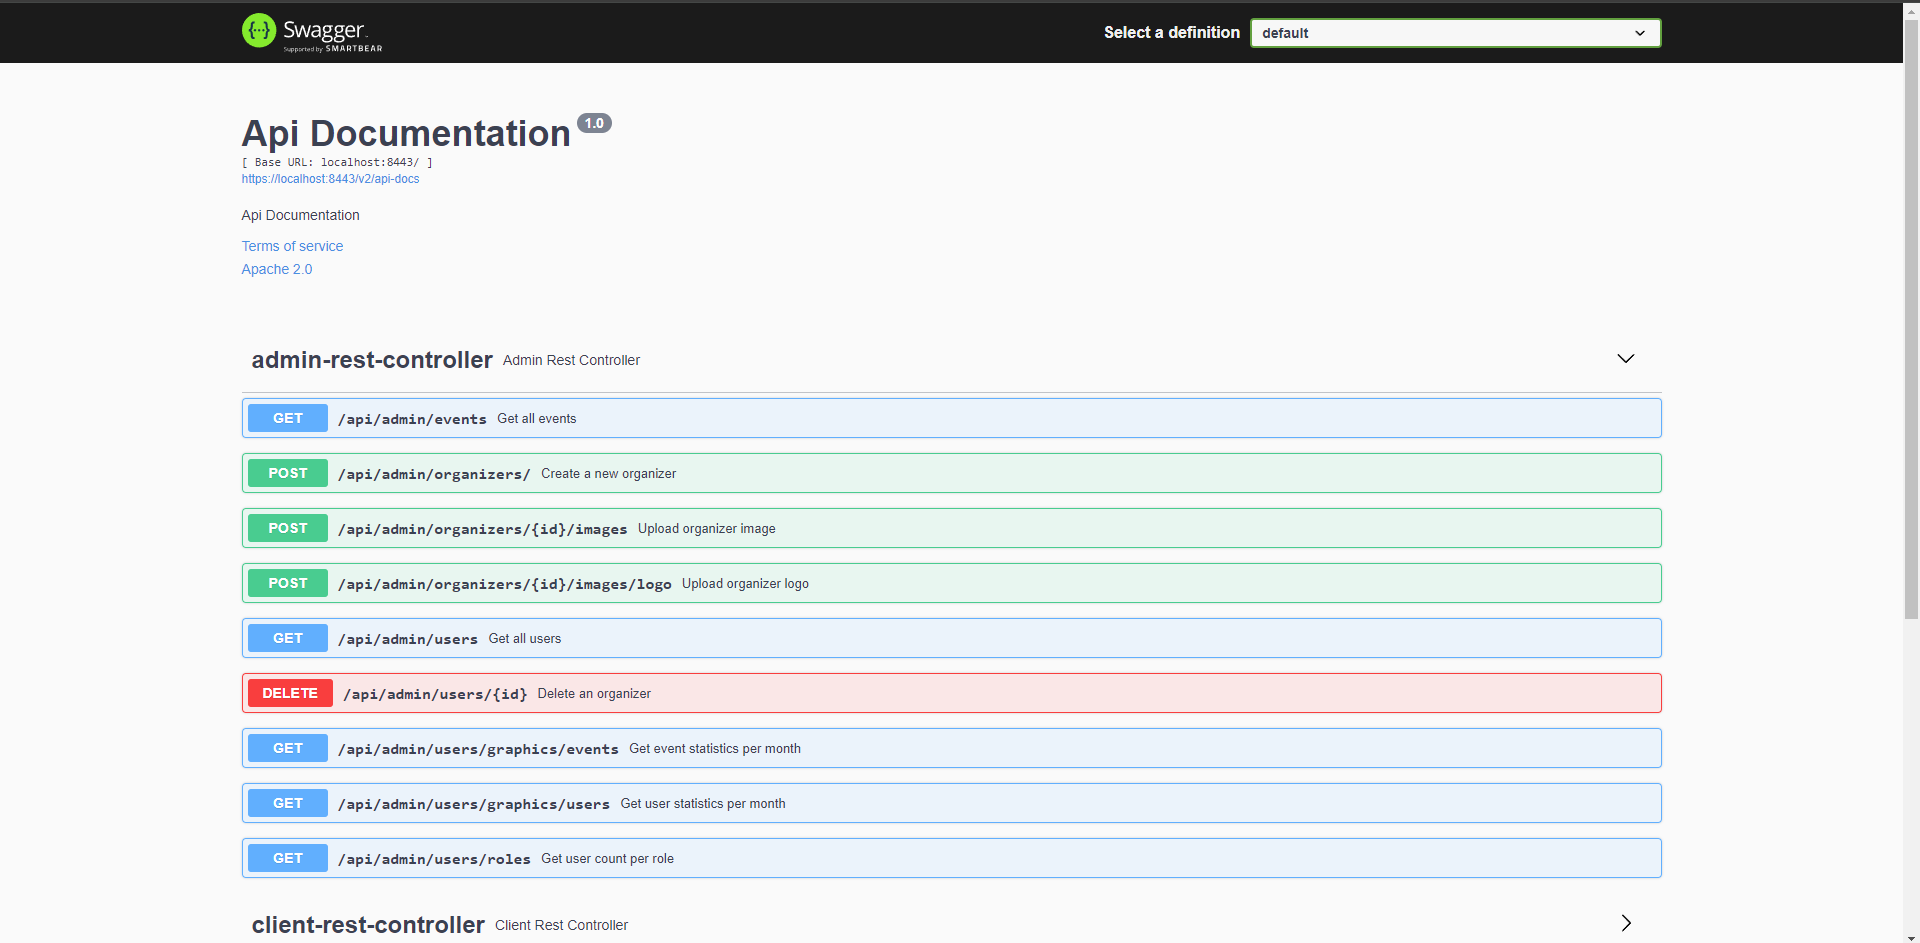 {···} Swagger
Supported by SMARTBEAR
Select a definition default
Api Documentation 1.0
[ Base URL: localhost:8443/ ]
https://localhost:8443/v2/api-docs
Api Documentation
Terms of service
Apache 2.0
admin-rest-controller Admin Rest Controller
GET /api/admin/events Get all events
POST /api/admin/organizers/ Create a new organizer
POST /api/admin/organizers/{id}/images Upload organizer image
POST /api/admin/organizers/{id}/images/logo Upload organizer logo
GET /api/admin/users Get all users
DELETE /api/admin/users/{id} Delete an organizer
GET /api/admin/users/graphics/events Get event statistics per month
GET /api/admin/users/graphics/users Get user statistics per month
GET /api/admin/users/roles Get user count per role
client-rest-controller Client Rest Controller